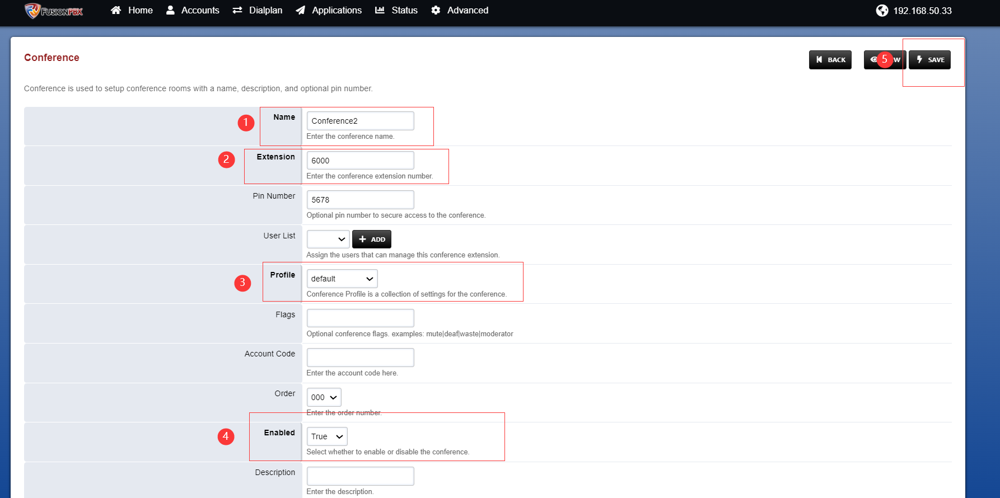 FUSIONPBX Home Accounts Dialplan Applications Status Advanced 192.168.50.33
Conference
BACK 5 W SAVE
Conference is used to setup conference rooms with a name, description, and optional pin number.
1 Name Conference2
Enter the conference name.
2 Extension 6000
Enter the conference extension number.
Pin Number 5678
Optional pin number to secure access to the conference.
User List ADD
Assign the users that can manage this conference extension.
3 Profile default
Conference Profile is a collection of settings for the conference.
Flags
Optional conference flags. examples: mute|deaf|waste|moderator
Account Code
Enter the account code here.
Order 000
Enter the order number.
4 Enabled True
Select whether to enable or disable the conference.
Description
Enter the description.